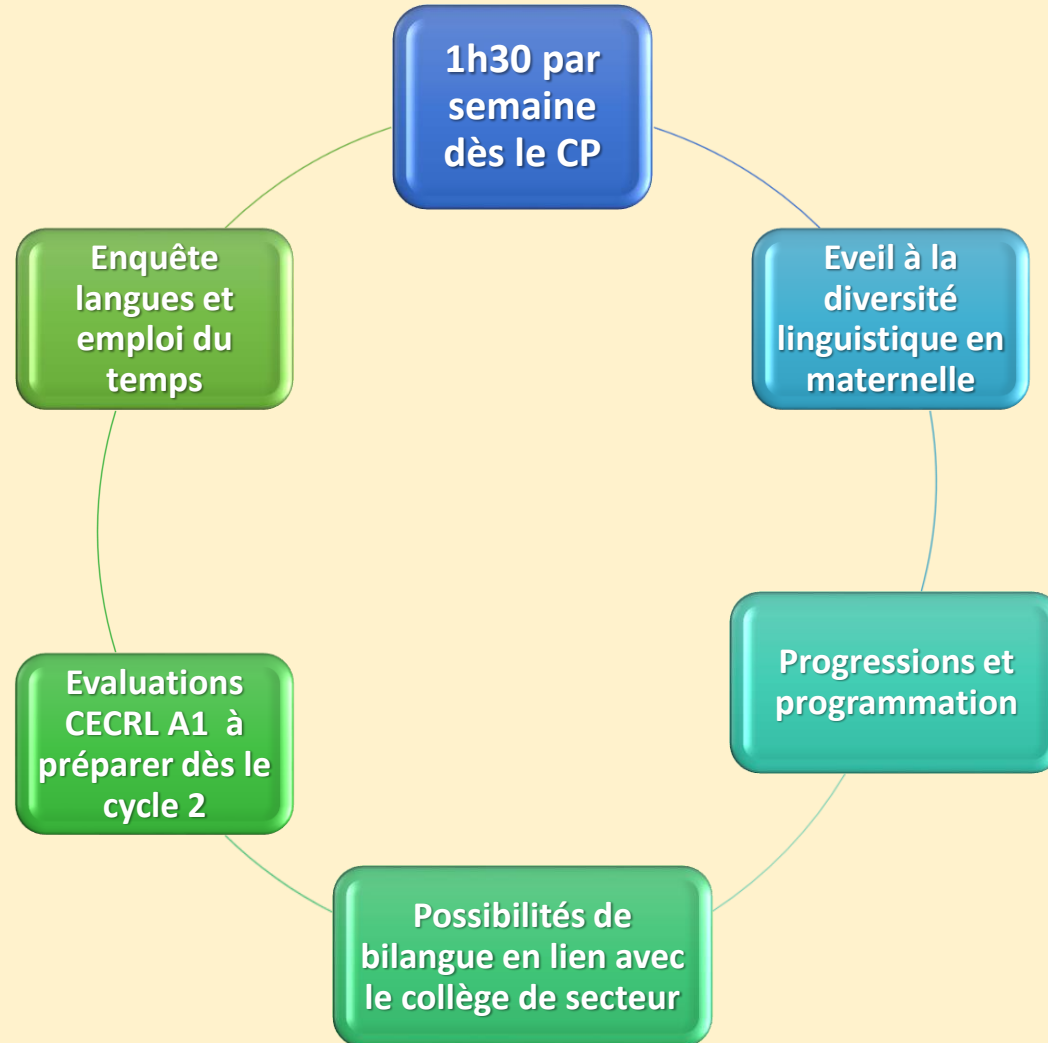 1h30 par
semaine
dès le CP
Eveil à la
diversité
linguistique en
maternelle
Progressions et
programmation
Possibilités de
bilangue en lien avec
le collège de secteur
Evaluations
CECRL A1 à
préparer dès le
cycle 2
Enquête
langues et
emploi du
temps